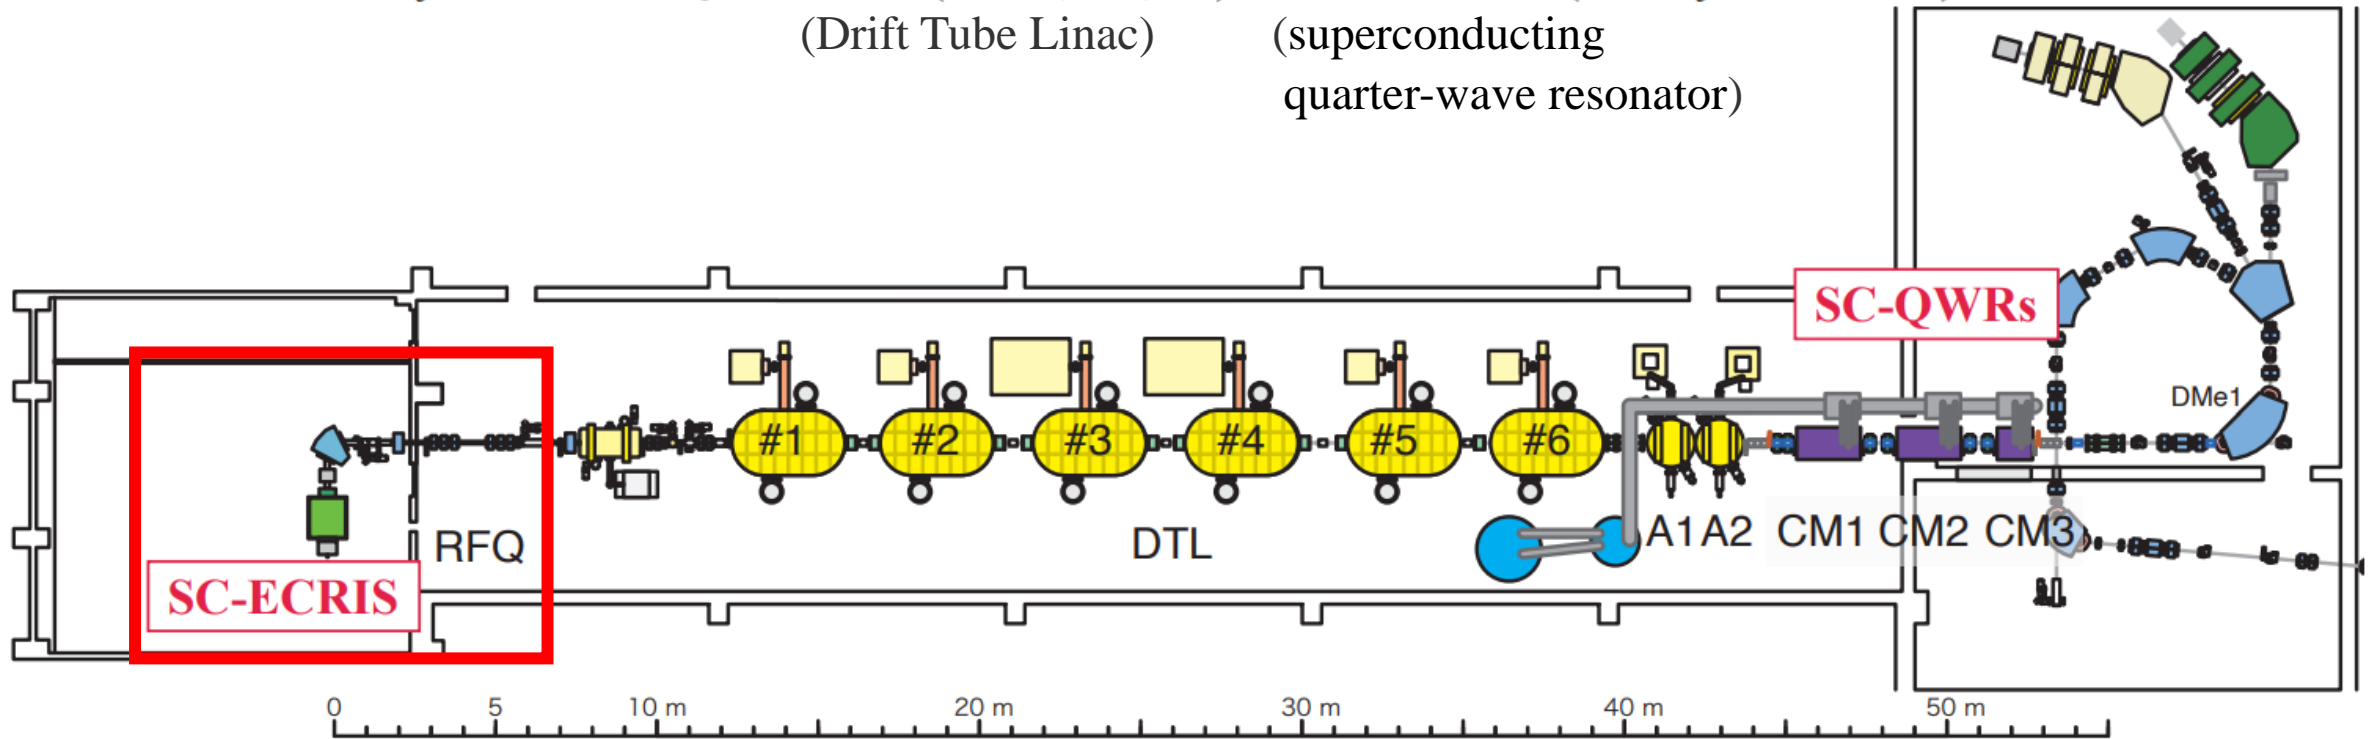 (Drift Tube Linac)
(superconducting
quarter-wave resonator)
SC-QWRs
DMe1
#1 #2 #3 #4 #5 #6
RFQ
DTL
A1 A2 CM1 CM2 CM3
SC-ECRIS
0 5 10 m 20 m 30 m 40 m 50 m